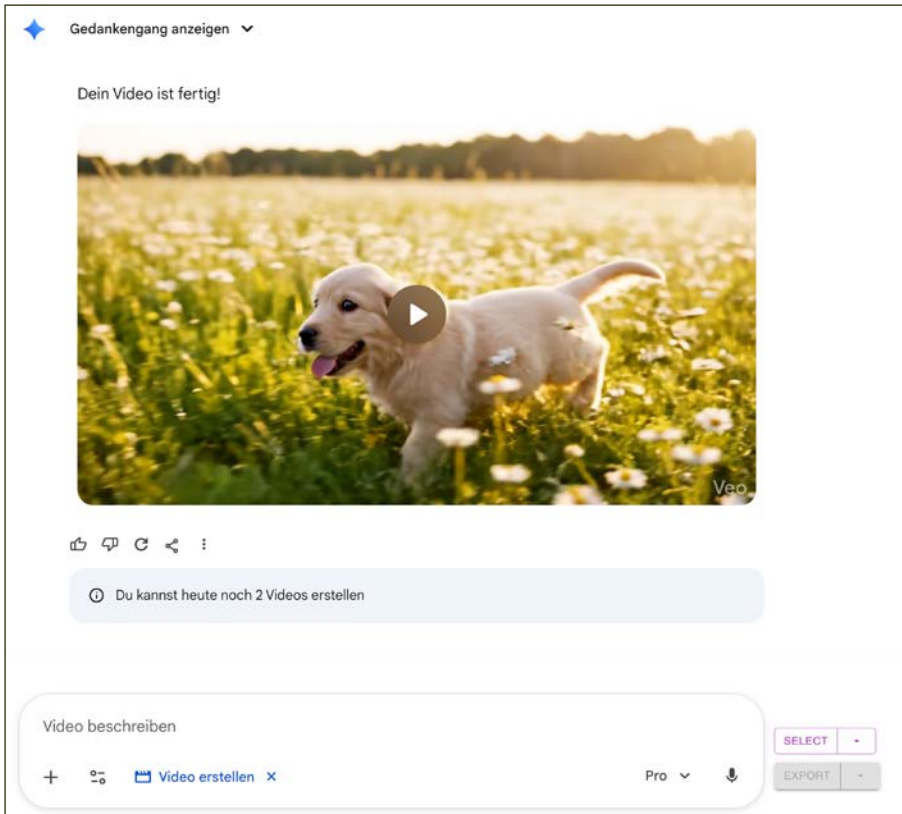 Gedankengang anzeigen
Dein Video ist fertig!
Veo
Du kannst heute noch 2 Videos erstellen
Video beschreiben
Video erstellen
Pro
SELECT
EXPORT